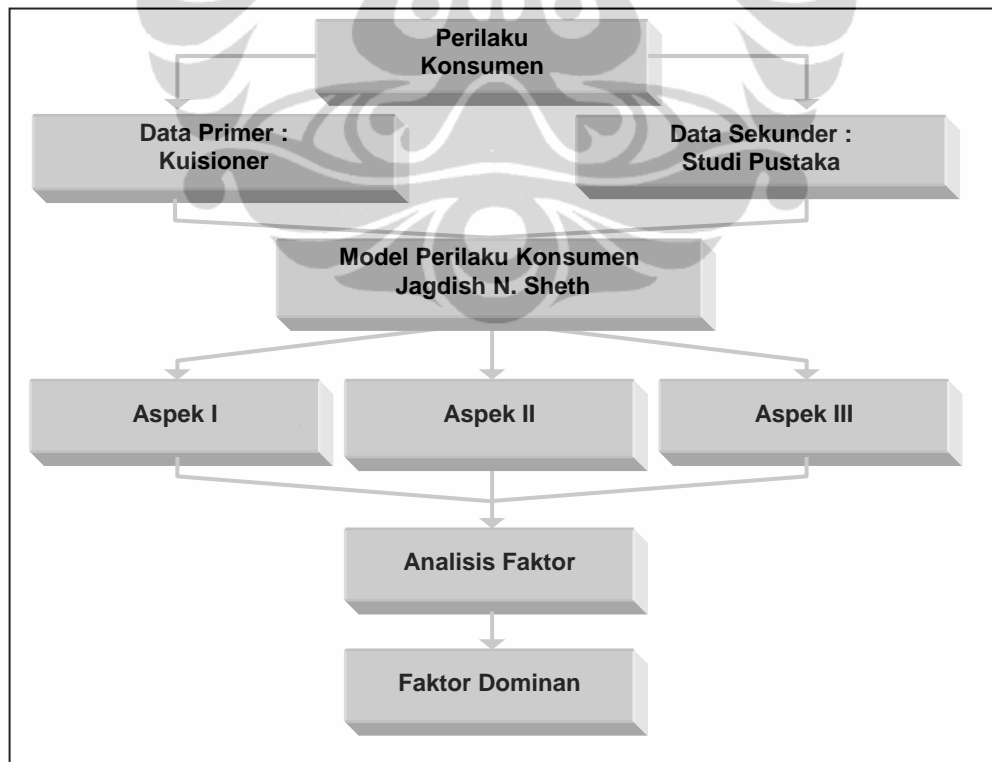 Perilaku
Konsumen
Data Primer :
Kuisioner
Data Sekunder :
Studi Pustaka
Model Perilaku Konsumen
Jagdish N. Sheth
Aspek I
Aspek II
Aspek III
Analisis Faktor
Faktor Dominan